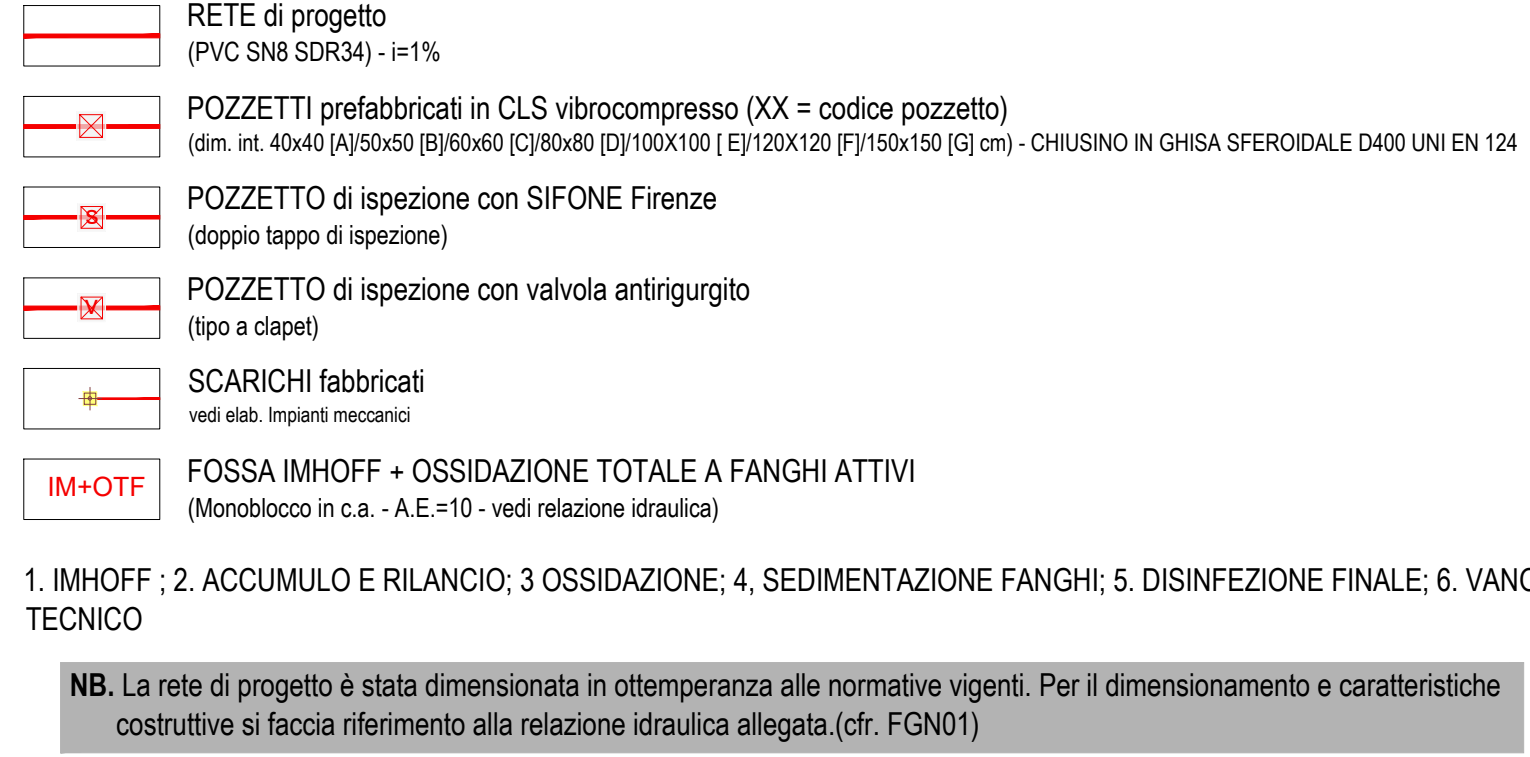 RETE di progetto
(PVC SN8 SDR34) - i=1%
POZZETTI prefabbricati in CLS vibrocompresso (XX = codice pozzetto)
(dim. int. 40x40 [A]/50x50 [B]/60x60 [C]/80x80 [D]/100X100 [ E]/120X120 [F]/150x150 [G] cm) - CHIUSINO IN GHISA SFEROIDALE D400 UNI EN 124
S
POZZETTO di ispezione con SIFONE Firenze
(doppio tappo di ispezione)
V
POZZETTO di ispezione con valvola antirigurgito
(tipo a clapet)
SCARICHI fabbricati
vedi elab. Impianti meccanici
IM+OTF
FOSSA IMHOFF + OSSIDAZIONE TOTALE A FANGHI ATTIVI
(Monoblocco in c.a. - A.E.=10 - vedi relazione idraulica)
1. IMHOFF ; 2. ACCUMULO E RILANCIO; 3 OSSIDAZIONE; 4, SEDIMENTAZIONE FANGHI; 5. DISINFEZIONE FINALE; 6. VANO
TECNICO
NB. La rete di progetto è stata dimensionata in ottemperanza alle normative vigenti. Per il dimensionamento e caratteristiche
costruttive si faccia riferimento alla relazione idraulica allegata.(cfr. FGN01)